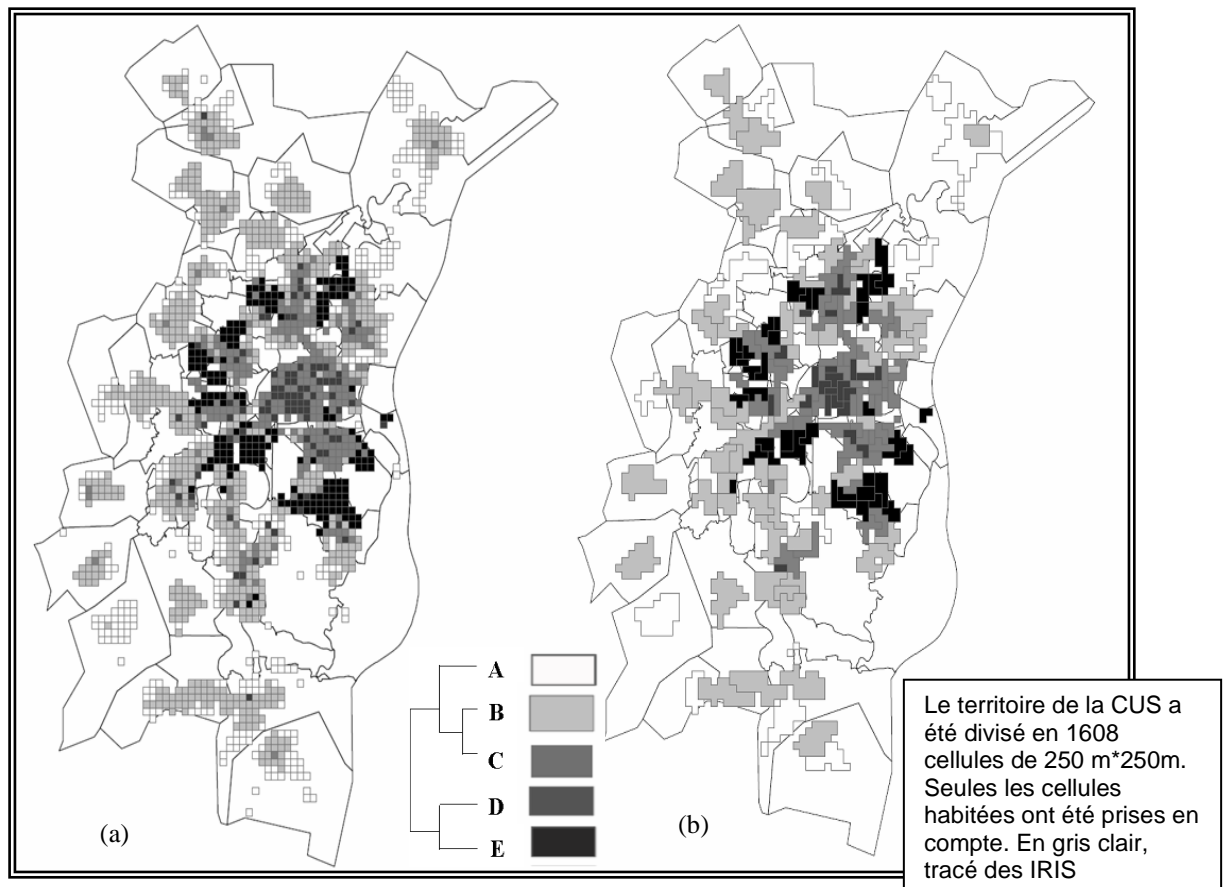 A
B
C
D
E
(a)
(b)
Le territoire de la CUS a
été divisé en 1608
cellules de 250 m*250m.
Seules les cellules
habitées ont été prises en
compte. En gris clair,
tracé des IRIS